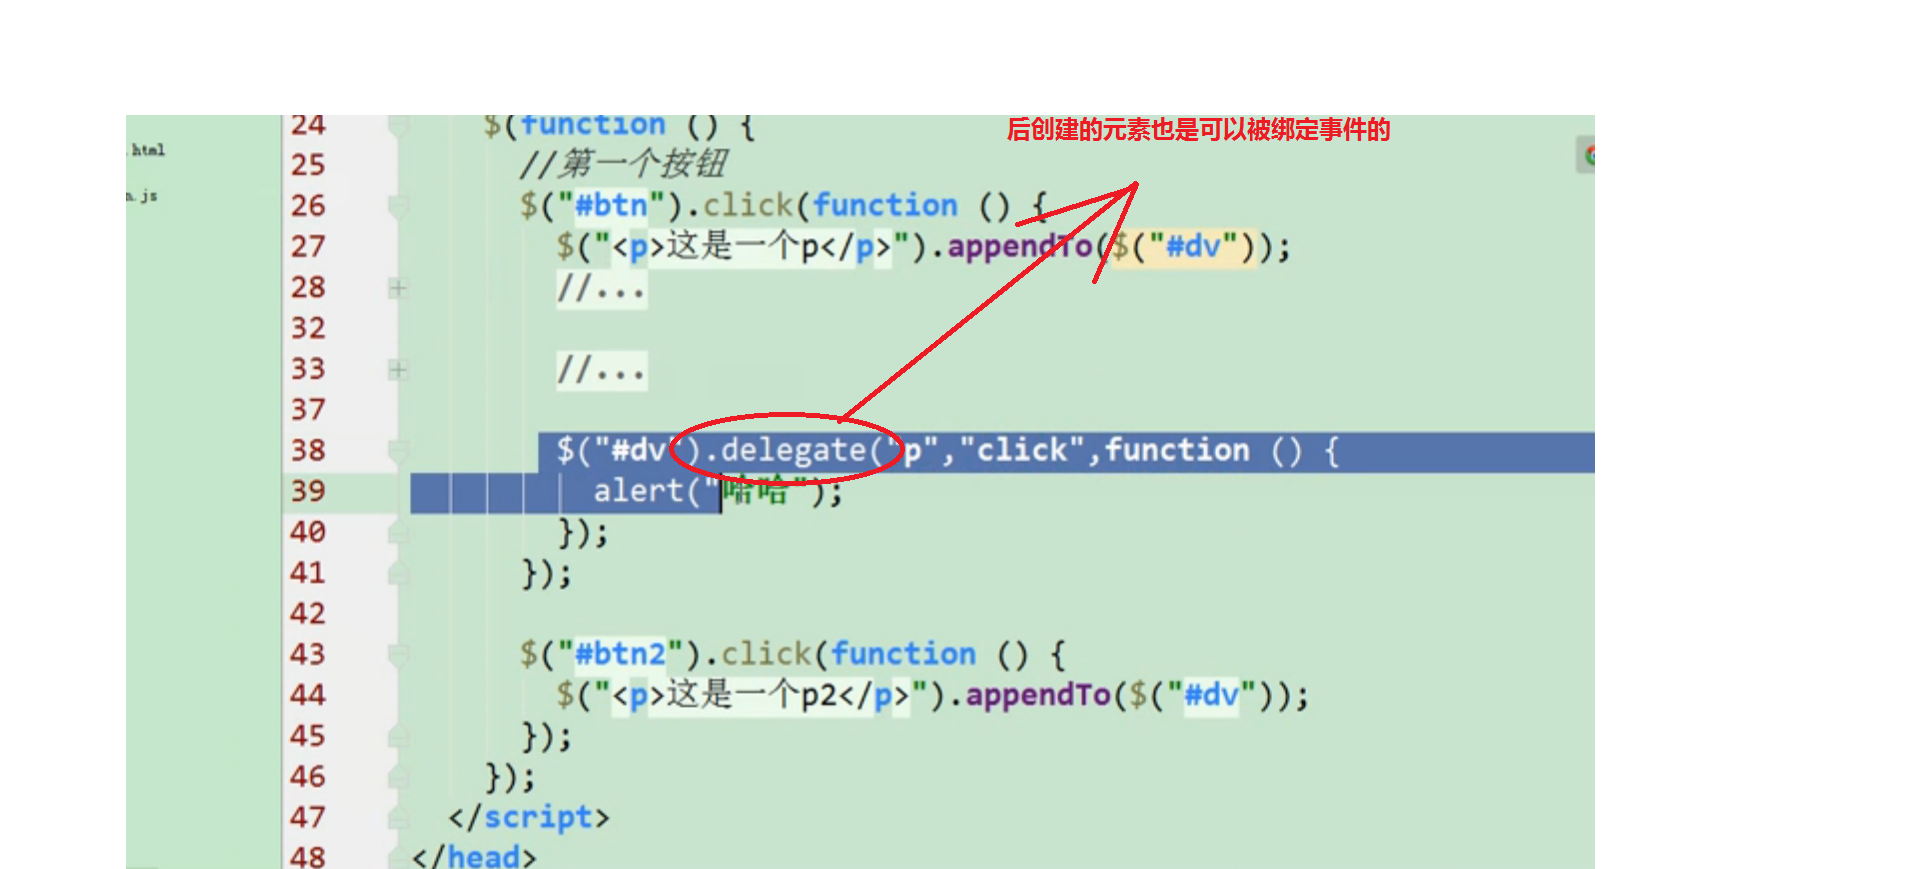 后创建的元素也是可以被绑定事件的
.html
.js
24 $(function () {
25 //第一个按钮
26 $("#btn").click(function () {
27 $("<p>这是一个p</p>").appendTo($("#dv"));
28 //...
32
33 //...
37
38 $("#dv").delegate("p","click",function () {
39 alert("哈哈");
40 });
41 });
42
43 $("#btn2").click(function () {
44 $("<p>这是一个p2</p>").appendTo($("#dv"));
45 });
46 });
47 </script>
48 </head>